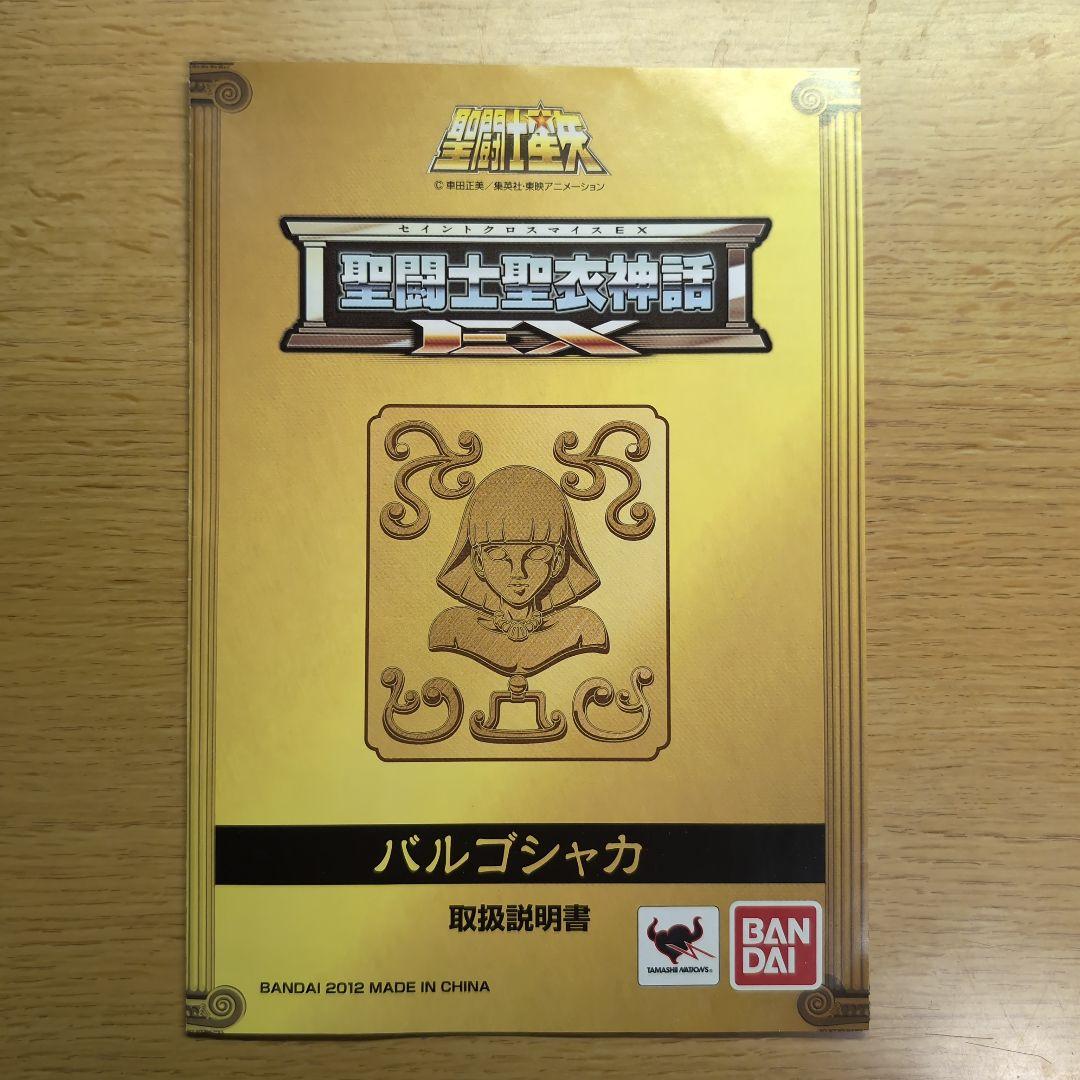 聖闘士星矢
© 車田正美／集英社・東映アニメーション
セイントクロスマイスEX
聖闘士聖衣神話
EX
バルゴシャカ
取扱説明書
TAMASHII NATIONS®
BAN
DAI
BANDAI 2012 MADE IN CHINA